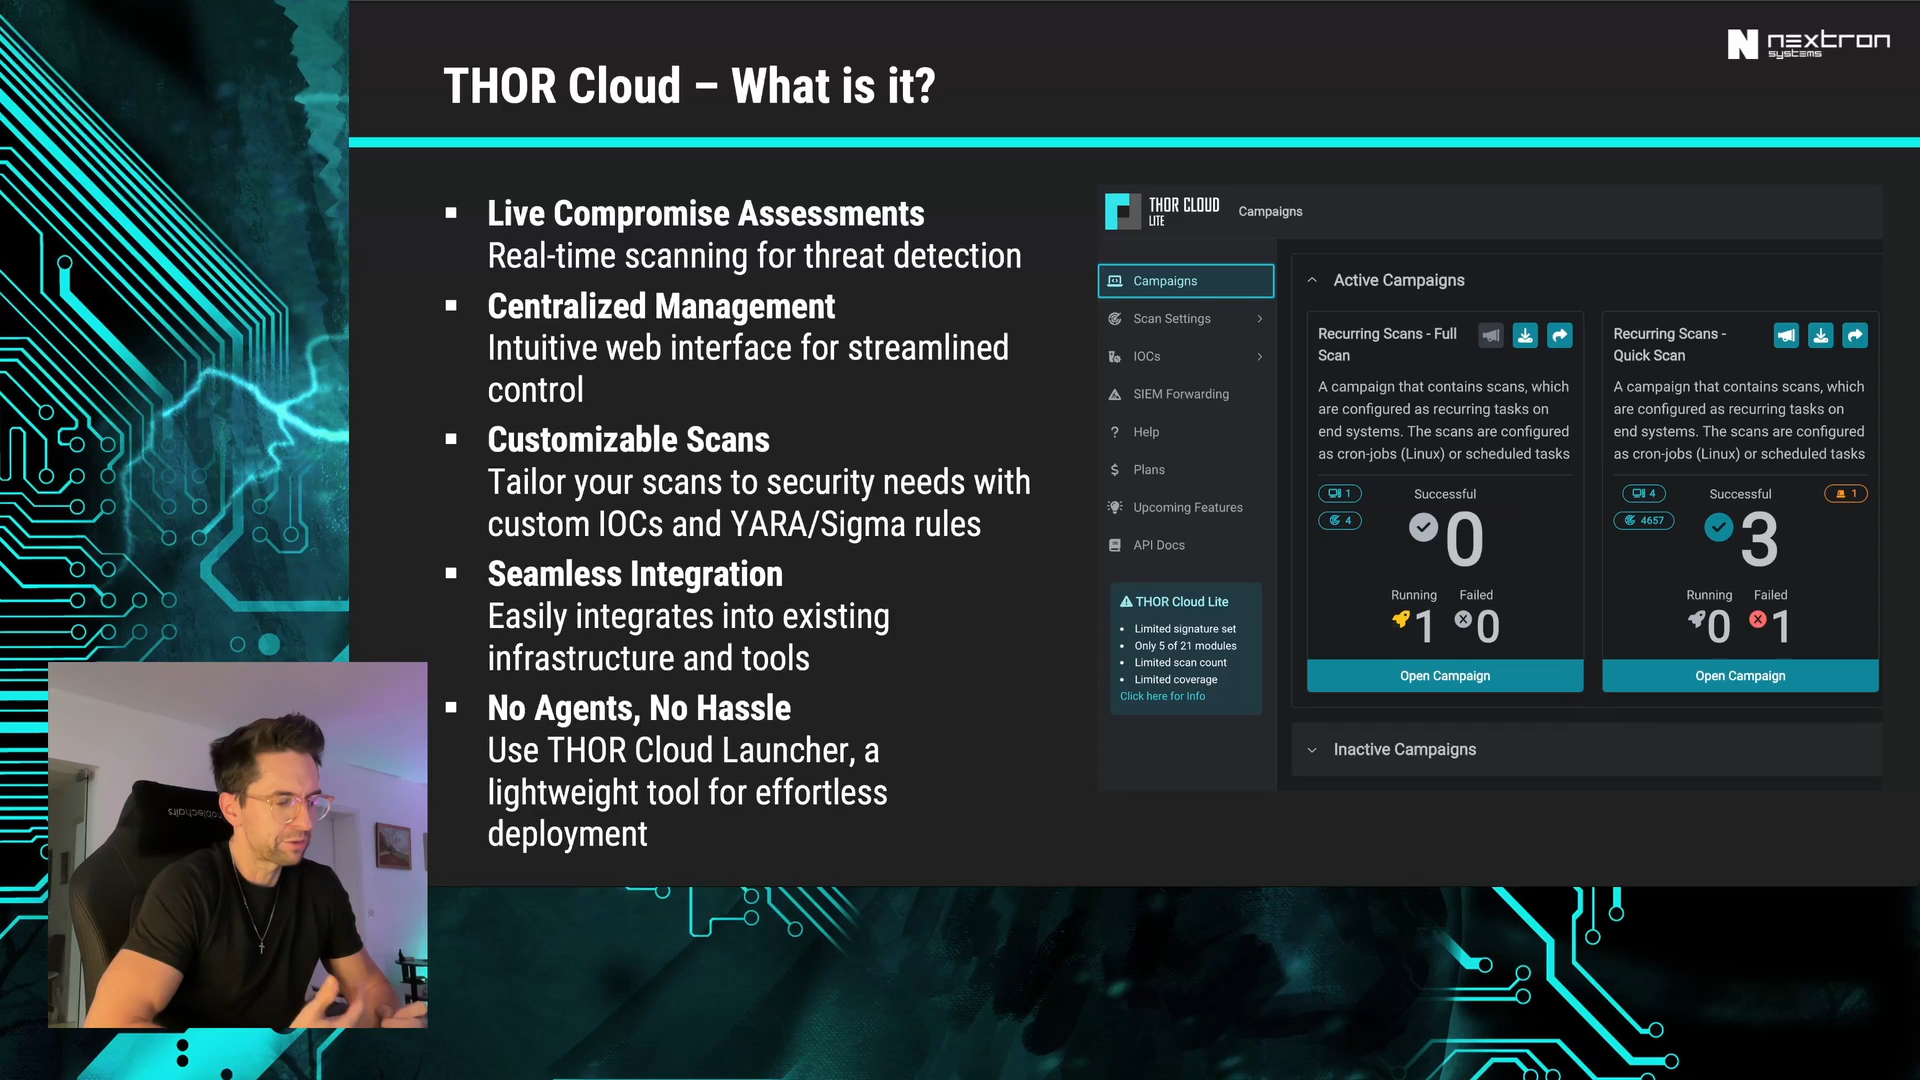 nextron
systems
THOR Cloud – What is it?
▪ Live Compromise Assessments
Real-time scanning for threat detection
▪ Centralized Management
Intuitive web interface for streamlined
control
▪ Customizable Scans
Tailor your scans to security needs with
custom IOCs and YARA/Sigma rules
▪ Seamless Integration
Easily integrates into existing
infrastructure and tools
▪ No Agents, No Hassle
Use THOR Cloud Launcher, a
lightweight tool for effortless
deployment
THOR CLOUD
LITE
Campaigns
Campaigns
Scan Settings
IOCs
SIEM Forwarding
Help
Plans
Upcoming Features
API Docs
THOR Cloud Lite
• Limited signature set
• Only 5 of 21 modules
• Limited scan count
• Limited coverage
Click here for Info
Active Campaigns
Recurring Scans - Full
Scan
A campaign that contains scans, which
are configured as recurring tasks on
end systems. The scans are configured
as cron-jobs (Linux) or scheduled tasks
1
4
Successful
0
Running
1
Failed
0
Open Campaign
Recurring Scans -
Quick Scan
A campaign that contains scans, which
are configured as recurring tasks on
end systems. The scans are configured
as cron-jobs (Linux) or scheduled tasks
4
4657
Successful
3
1
Running
0
Failed
1
Open Campaign
Inactive Campaigns
noblechairs